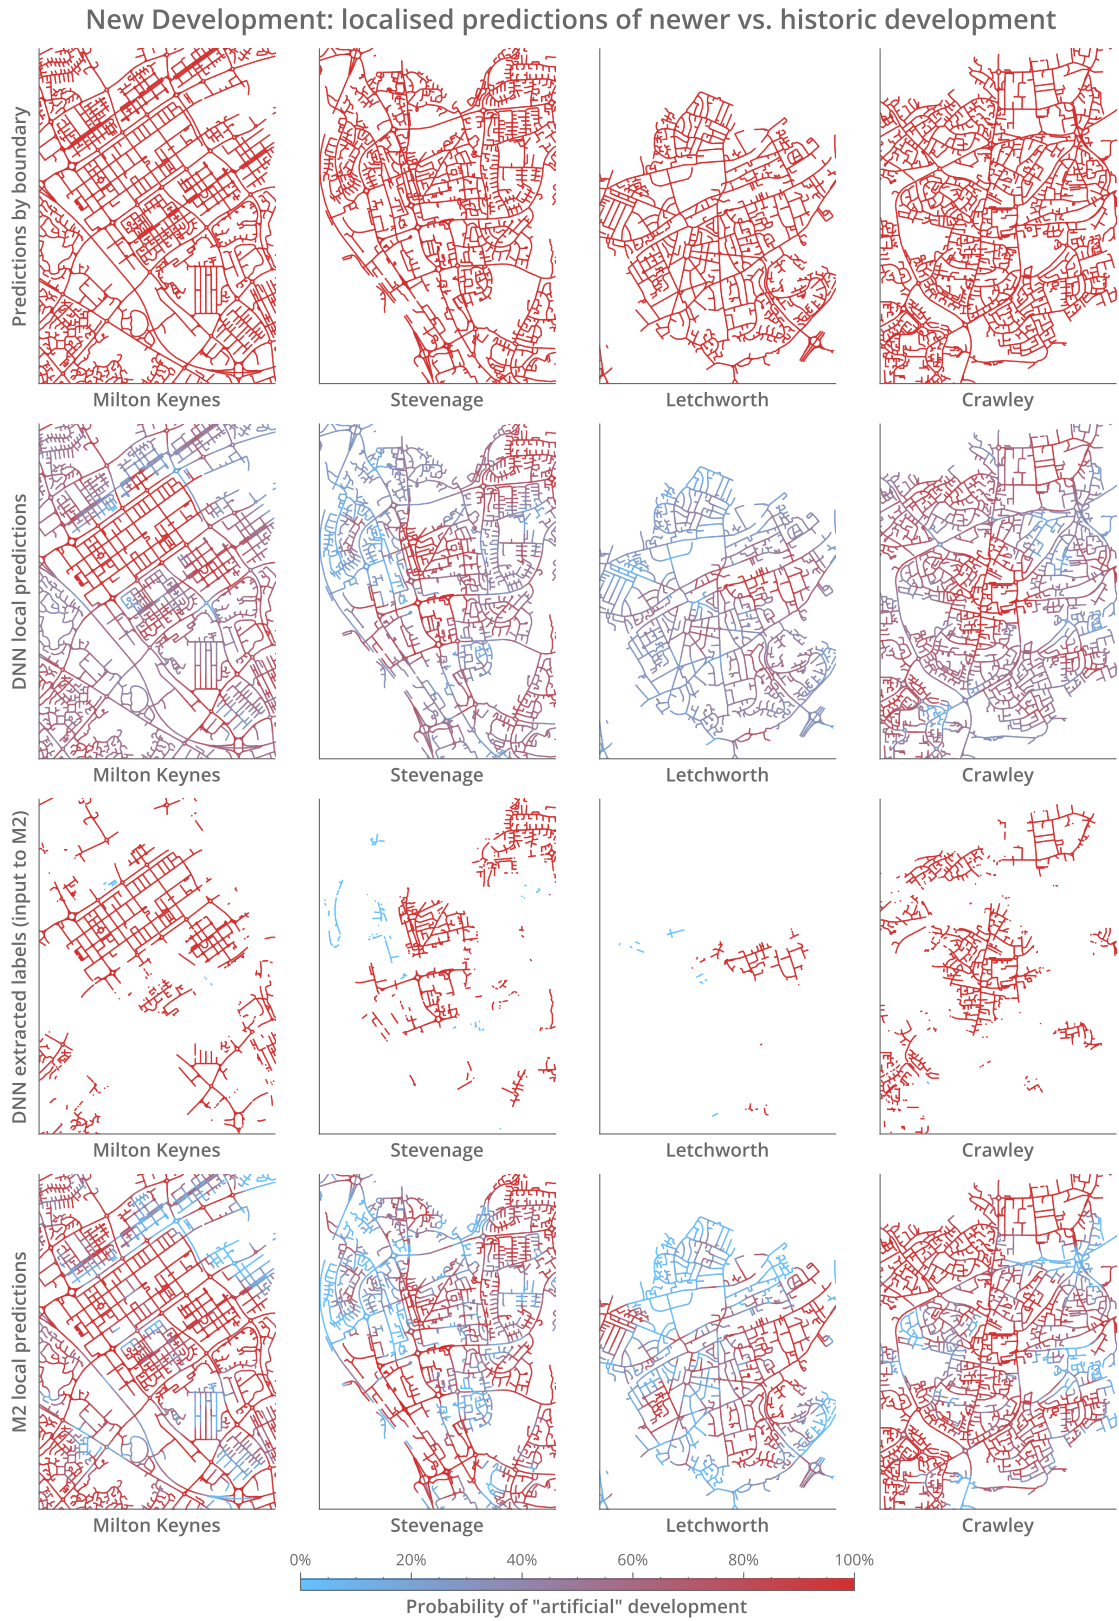 New Development: localised predictions of newer vs. historic development
Predictions by boundary
Milton Keynes
Stevenage
Letchworth
Crawley
DNN local predictions
Milton Keynes
Stevenage
Letchworth
Crawley
DNN extracted labels (input to M2)
Milton Keynes
Stevenage
Letchworth
Crawley
M2 local predictions
Milton Keynes
Stevenage
Letchworth
Crawley
0% 20% 40% 60% 80% 100%
Probability of "artificial" development